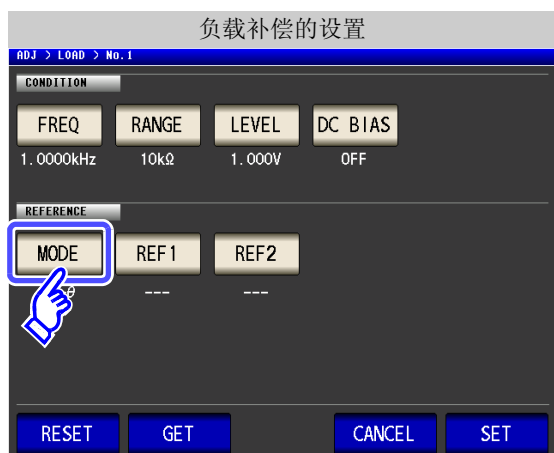 负载补偿的设置
ADJ > LOAD > No.1
CONDITION
FREQ RANGE LEVEL DC BIAS
1.0000kHz 10kΩ 1.000V OFF
REFERENCE
MODE REF1 REF2
θ --- ---
RESET GET CANCEL SET